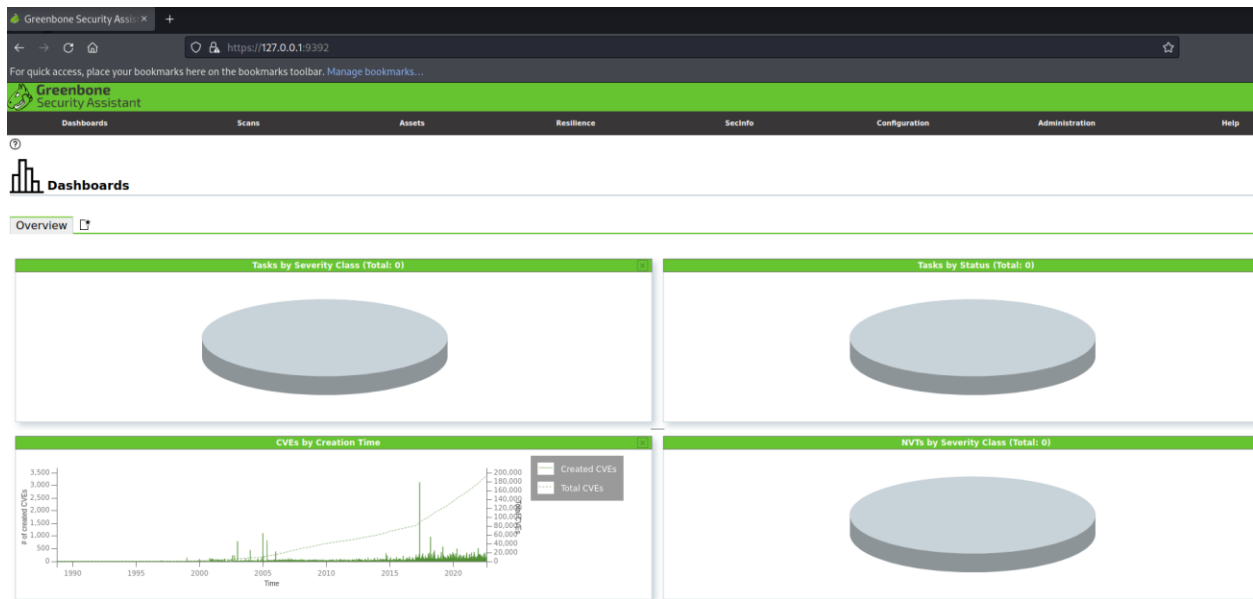 Greenbone Security Assis
https://127.0.0.1:9392
For quick access, place your bookmarks here on the bookmarks toolbar. Manage bookmarks...
Greenbone
Security Assistant
Dashboards Scans Assets Resilience SecInfo Configuration Administration Help
Dashboards
Overview
Tasks by Severity Class (Total: 0)
Tasks by Status (Total: 0)
CVEs by Creation Time
# of created CVEs
3,500
3,000
2,500
2,000
1,500
1,000
500
0
1990 1995 2000 2005 2010 2015 2020
Time
200,000
180,000
160,000
140,000
120,000
100,000
80,000
60,000
40,000
20,000
0
Total CVEs
Created CVEs
Total CVEs
NVTs by Severity Class (Total: 0)